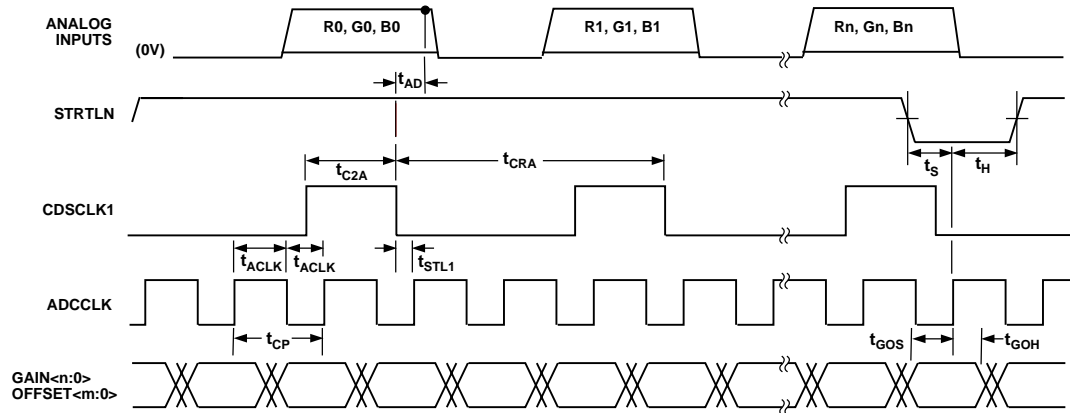 ANALOG
INPUTS
R0, G0, B0
R1, G1, B1
Rn, Gn, Bn
(0V)
tAD
STRTLN
tS
tH
tC2A
tCRA
CDSCLK1
tACLK
tACLK
tSTL1
ADCCLK
tCP
tGOS
tGOH
GAIN<n:0>
OFFSET<m:0>